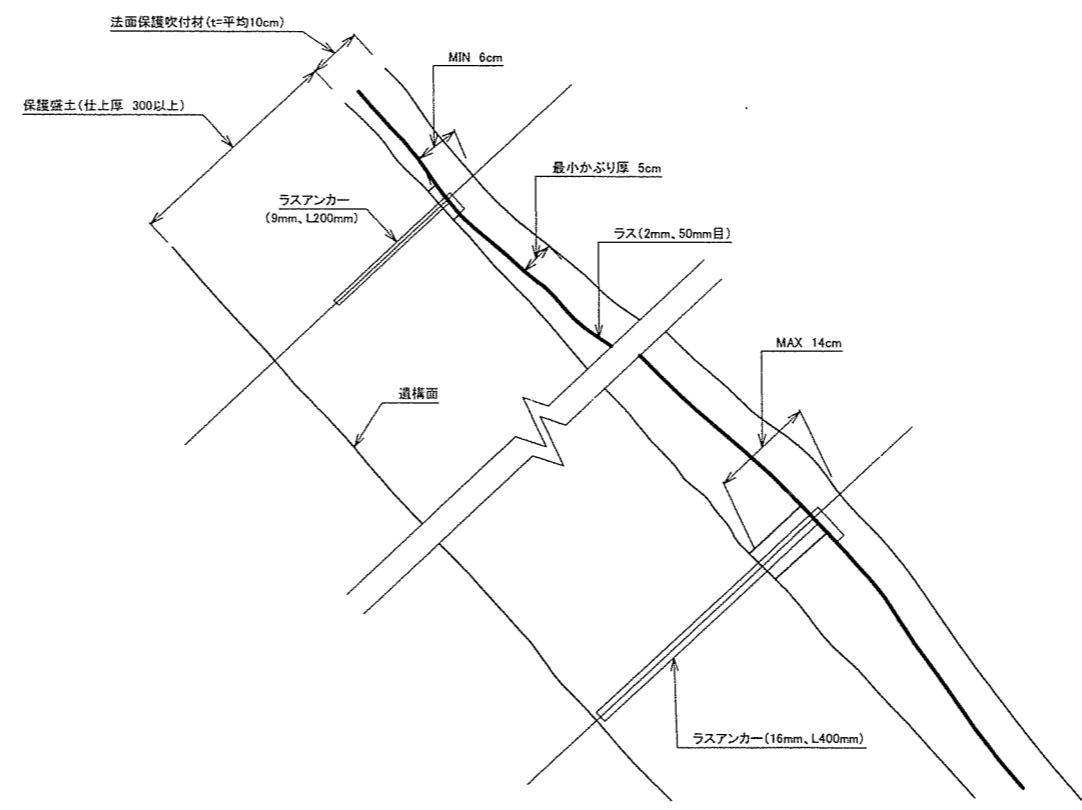 法面保護吹付材(t=平均10cm)
MIN 6cm
保護盛土(仕上厚 300以上)
最小かぶり厚 5cm
ラスアンカー
(9mm、L200mm)
ラス(2mm、50mm目)
MAX 14cm
遺構面
ラスアンカー(16mm、L400mm)